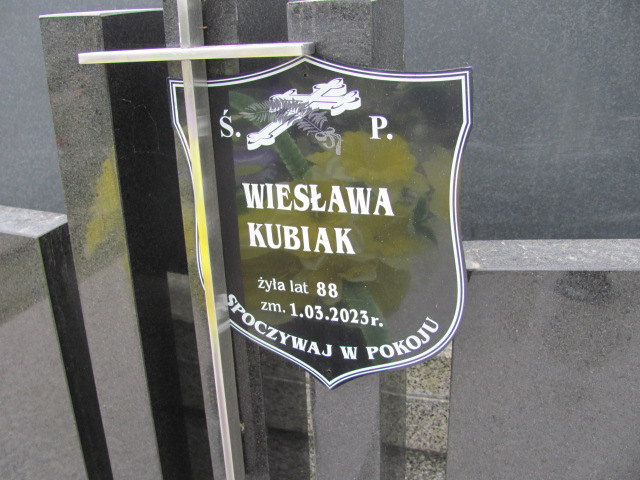 Ś. P.
WIESŁAWA
KUBIAK
żyła lat 88
zm. 1.03.2023r.
SPOCZYWAJ W POKOJU